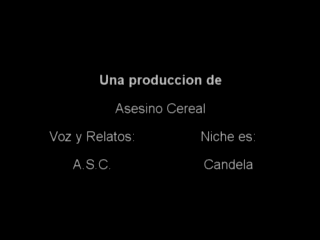 Una produccion de
Asesino Cereal
Voz y Relatos: Niche es:
A.S.C. Candela